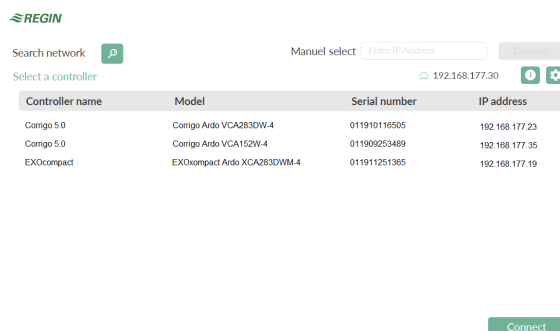 REGIN
Search network
Manuel select Enter IP Address Connect
Select a controller
192.168.177.30
Controller name Model Serial number IP address
Corrigo 5.0 Corrigo Ardo VCA283DW-4 011910116505 192.168.177.23
Corrigo 5.0 Corrigo Ardo VCA152W-4 011909253489 192.168.177.35
EXOcompact EXOxompact Ardo XCA283DWM-4 011911251365 192.168.177.19
Connect